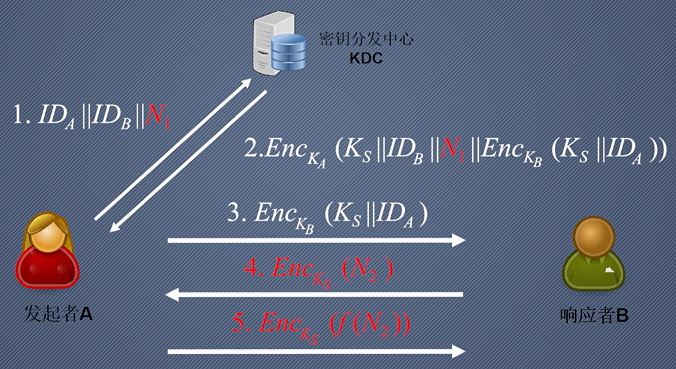 密钥分发中心
KDC
1. ID_A||ID_B||N_1
2.Enc_{K_A}(K_S||ID_B||N_1||Enc_{K_B}(K_S||ID_A))
3. Enc_{K_B}(K_S||ID_A)
4. Enc_{K_S}(N_2)
5. Enc_{K_S}(f(N_2))
发起者A
响应者B